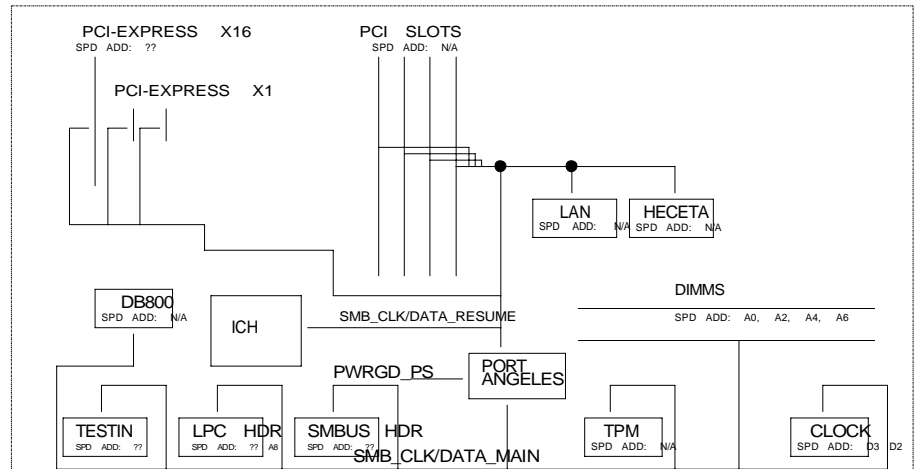 PCI-EXPRESS X16
SPD ADD: ??
PCI SLOTS
SPD ADD: N/A
PCI-EXPRESS X1
LAN
SPD ADD: N/A
HECETA
SPD ADD: N/A
DB800
SPD ADD: N/A
ICH
SMB_CLK/DATA_RESUME
DIMMS
SPD ADD: A0, A2, A4, A6
PWRGD_PS
PORT
ANGELES
TESTIN
SPD ADD: ??
LPC HDR
SPD ADD: ?? A8
SMBUS HDR
SPD ADD: ??
TPM
SPD ADD: N/A
CLOCK
SPD ADD: D3 D2
SMB_CLK/DATA_MAIN